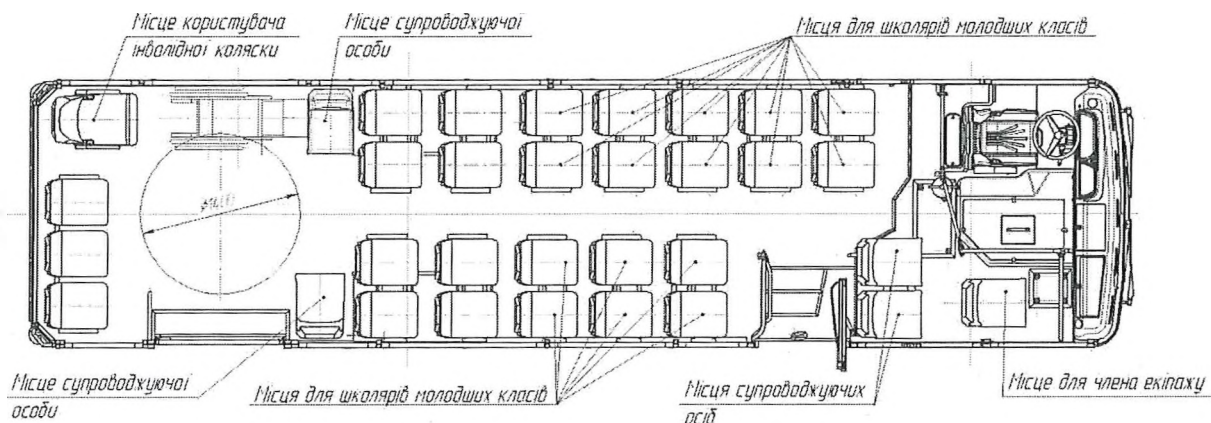 Місце користувача
інвалідної коляски
Місце супроводжуючої
особи
Місця для школярів молодших класів
Місце супроводжуючої
особи
Місця для школярів молодших класів
Місця супроводжуючих
осіб
Місце для члена екіпажу